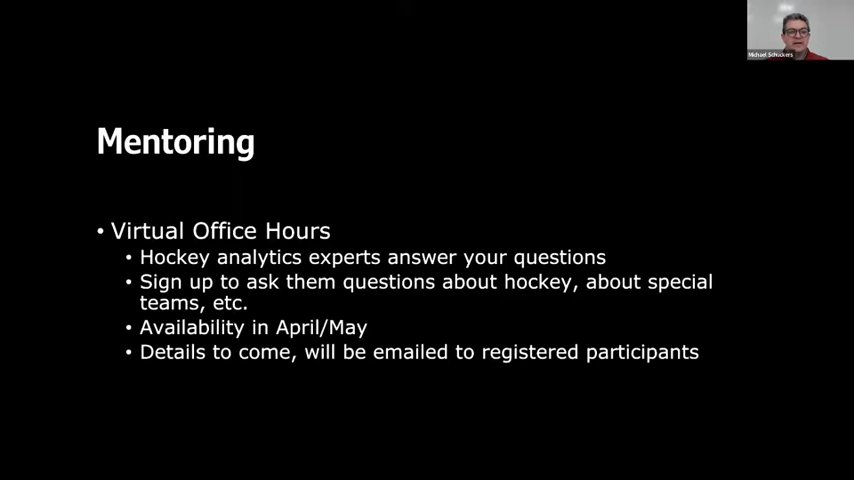 Michael Schuckers
Mentoring
• Virtual Office Hours
• Hockey analytics experts answer your questions
• Sign up to ask them questions about hockey, about special
teams, etc.
• Availability in April/May
• Details to come, will be emailed to registered participants